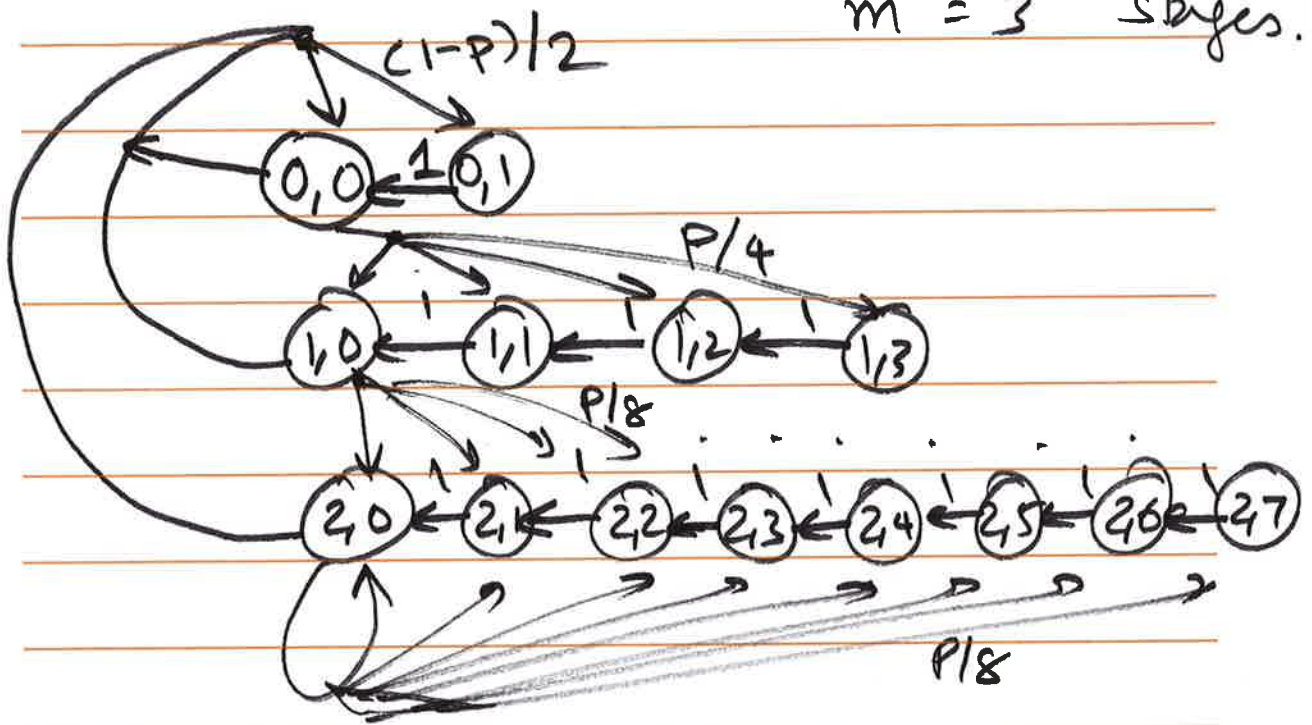 m = 3 stages.
(1-P)/2
0,0 1 0,1
P/4
1,0 1 1,1 1 1,2 1 1,3
P/8
2,0 1 2,1 1 2,2 1 2,3 1 2,4 1 2,5 1 2,6 1 2,7
P/8